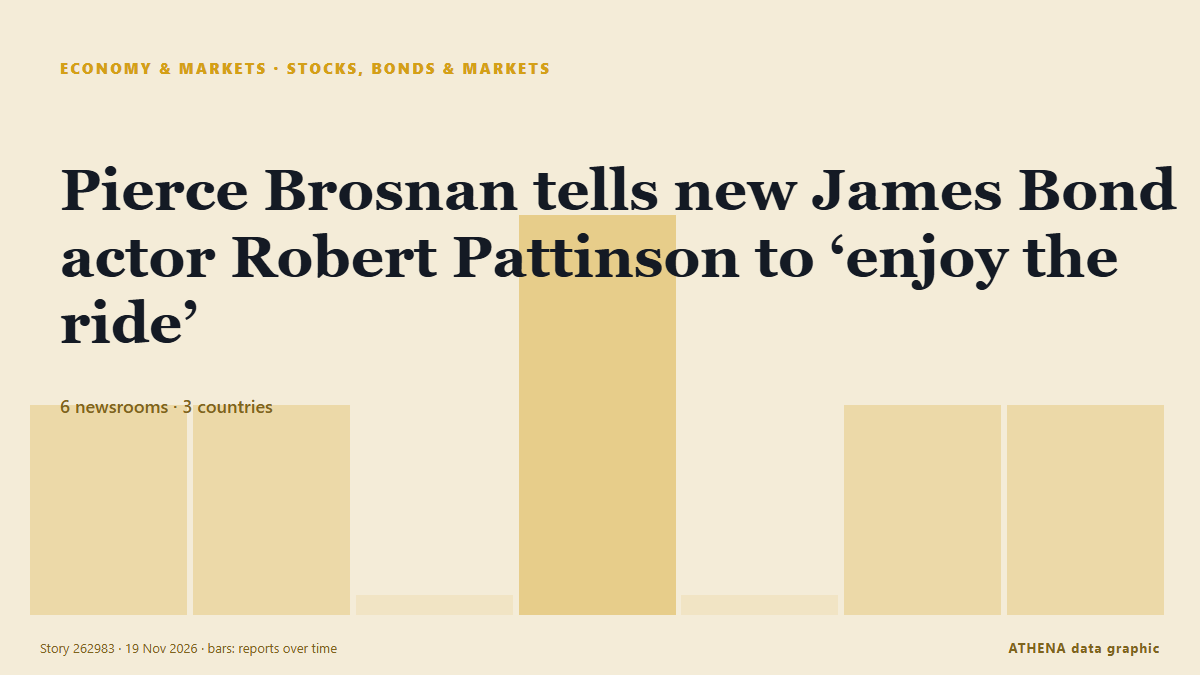 ECONOMY & MARKETS · STOCKS, BONDS & MARKETS
Pierce Brosnan tells new James Bond
actor Robert Pattinson to ‘enjoy the
ride’
6 newsrooms · 3 countries
Story 262983 · 19 Nov 2026 · bars: reports over time
ATHENA data graphic